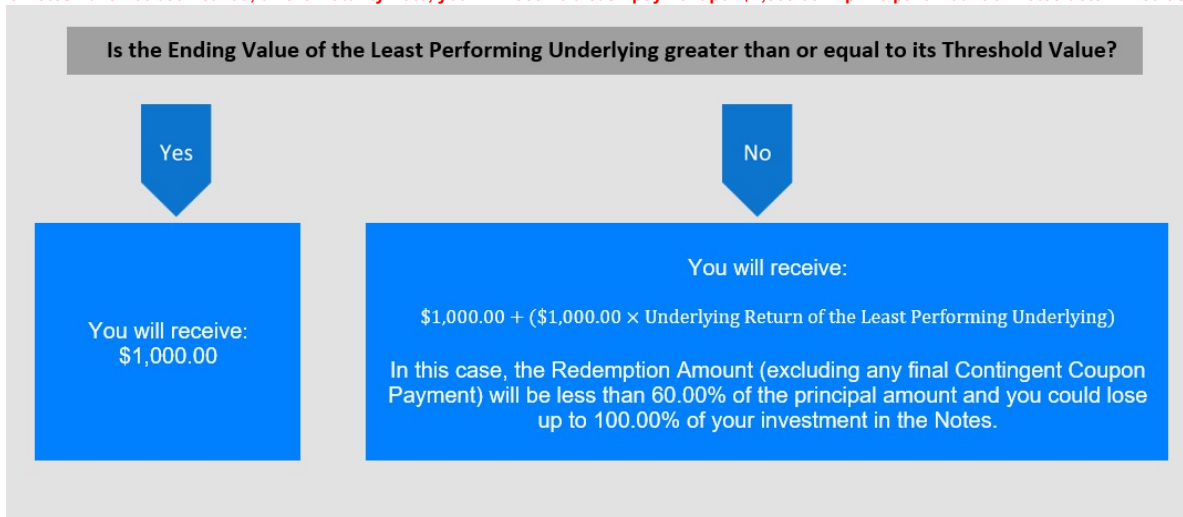 Is the Ending Value of the Least Performing Underlying greater than or equal to its Threshold Value?
Yes
No
You will receive:
$1,000.00
You will receive:
$1,000.00 + ($1,000.00 × Underlying Return of the Least Performing Underlying)
In this case, the Redemption Amount (excluding any final Contingent Coupon
Payment) will be less than 60.00% of the principal amount and you could lose
up to 100.00% of your investment in the Notes.